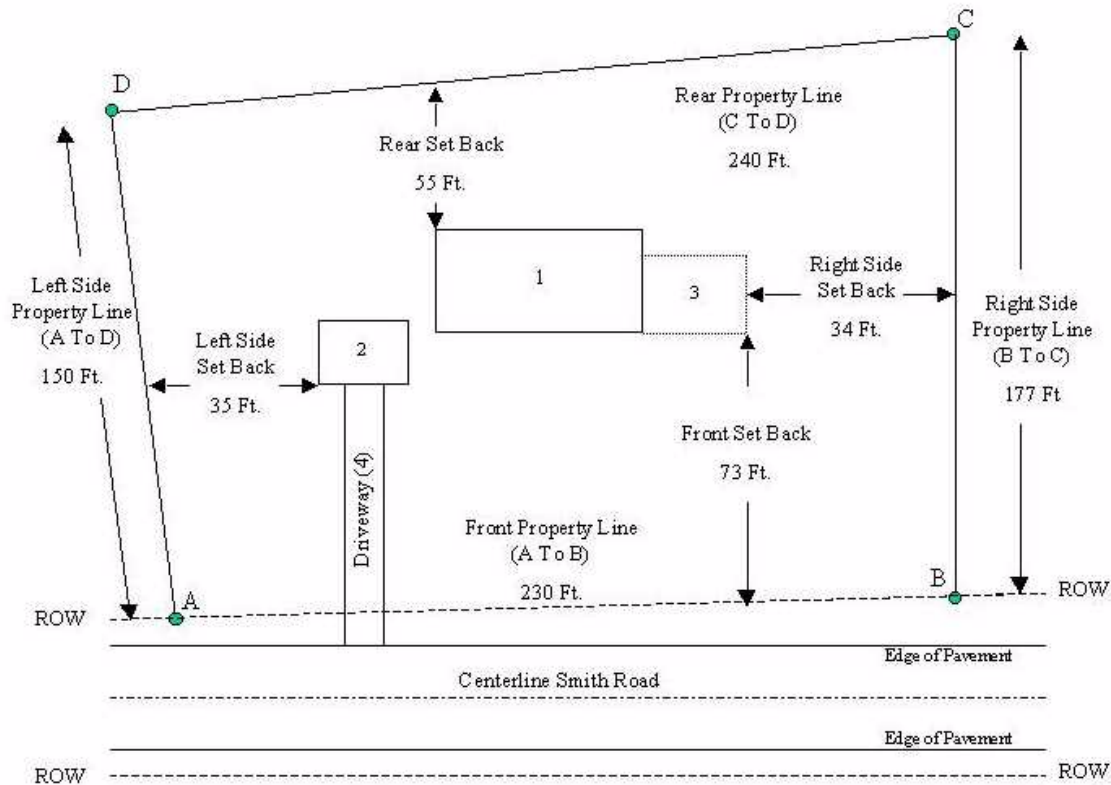 C
D
Rear Property Line
(C To D)
240 Ft.
Rear Set Back
55 Ft.
Left Side
Property Line
(A To D)
150 Ft.
1
3
Right Side
Set Back
34 Ft.
Right Side
Property Line
(B To C)
177 Ft
2
Left Side
Set Back
35 Ft.
Front Set Back
73 Ft.
Driveway (4)
Front Property Line
(A To B)
230 Ft.
A
B
ROW
ROW
Edge of Pavement
Centerline Smith Road
Edge of Pavement
ROW
ROW